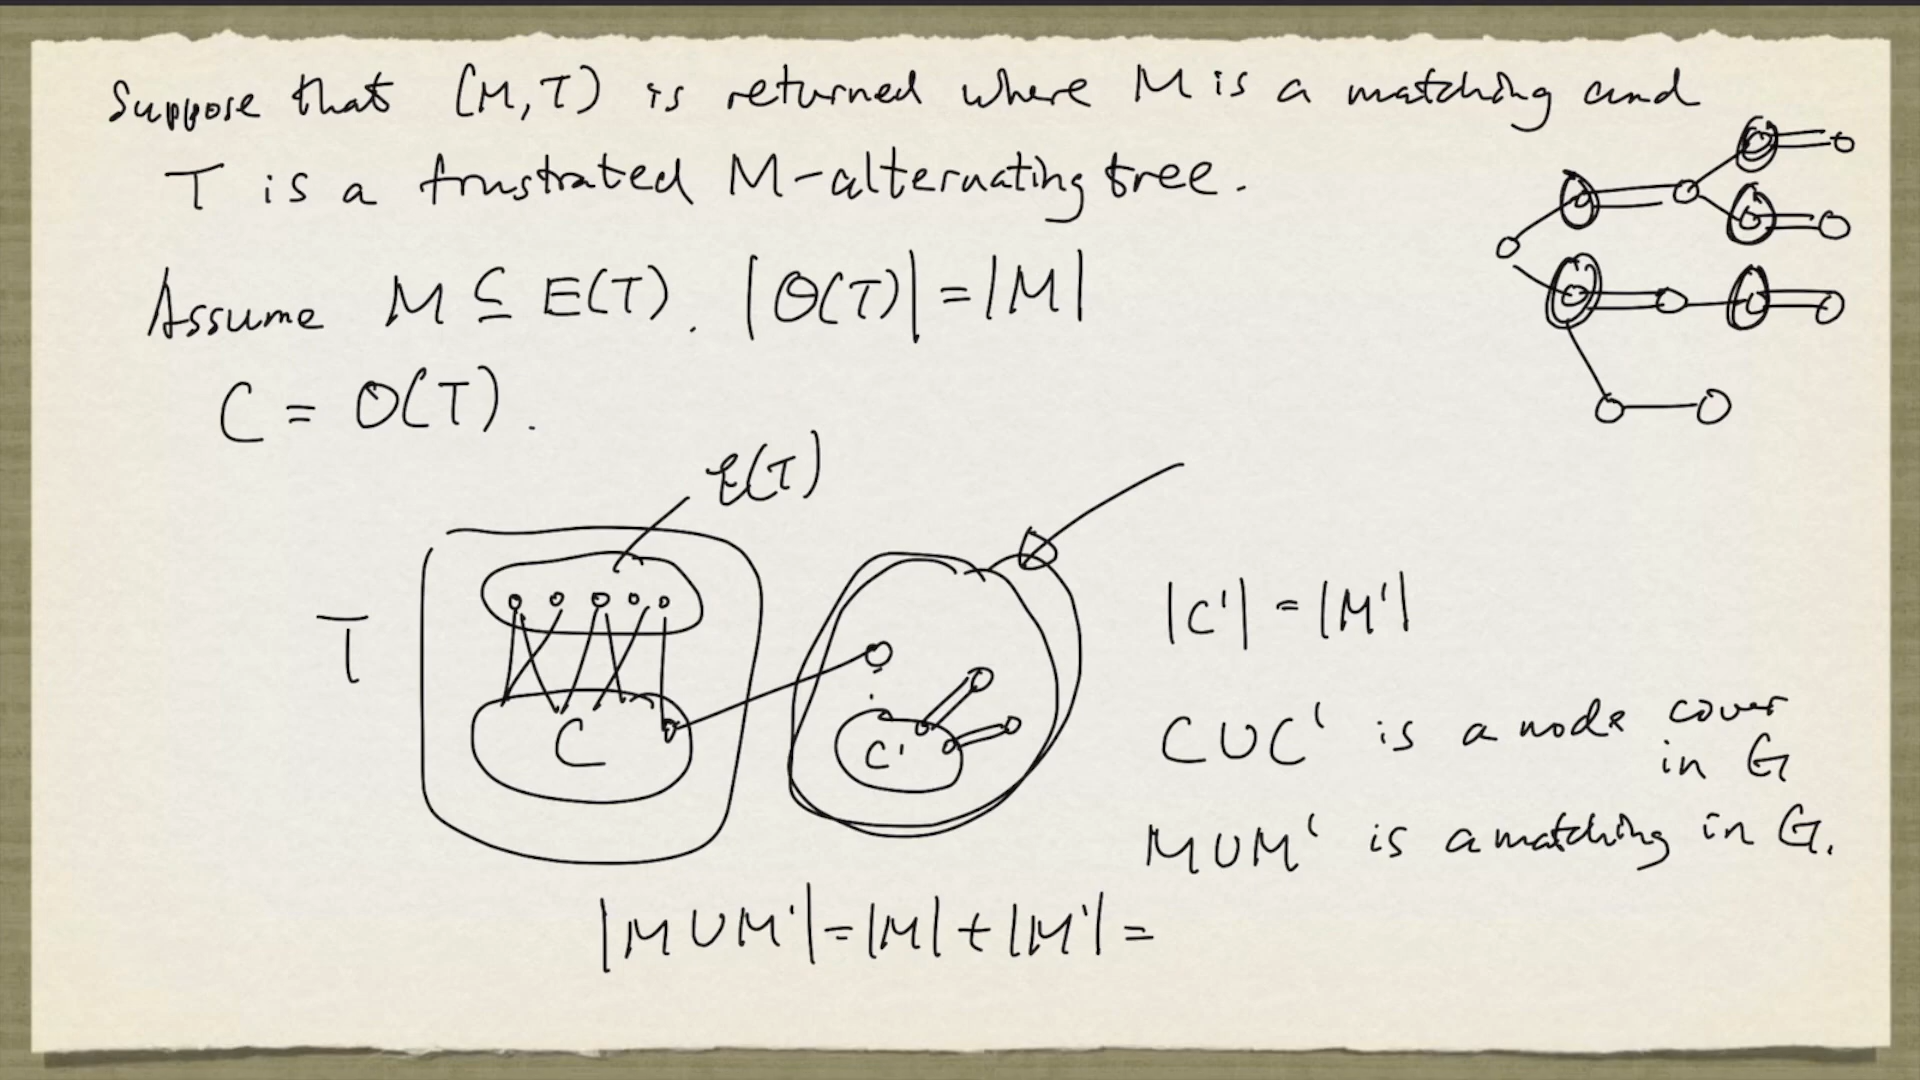 Suppose that (M,T) is returned where M is a matching and
T is a frustrated M-alternating tree.
Assume M ⊆ E(T). |O(T)| = |M|
C = O(T).
E(T)
T
C
C'
|C'| = |M'|
C∪C' is a node cover
in G
M∪M' is a matching in G.
|M∪M'| = |M| + |M'| =